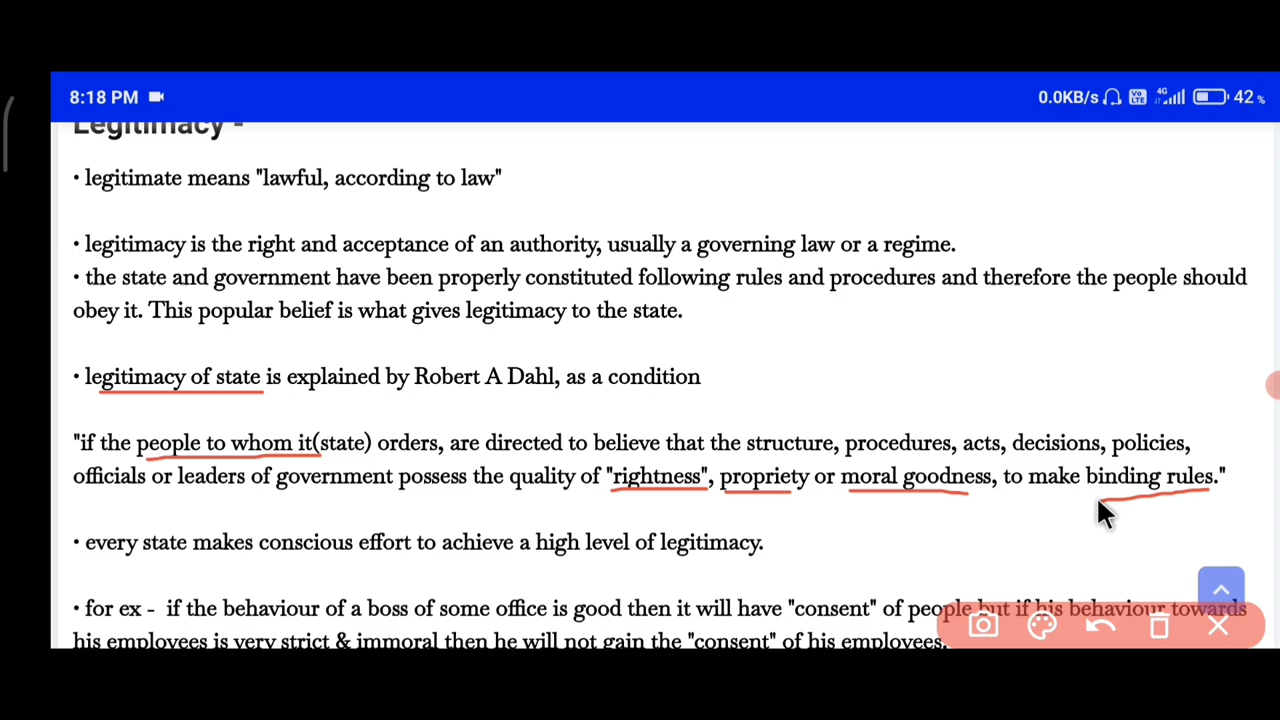 8:18 PM
0.0KB/s Vo LTE 4G 42 %
Legitimacy -
• legitimate means "lawful, according to law"
• legitimacy is the right and acceptance of an authority, usually a governing law or a regime.
• the state and government have been properly constituted following rules and procedures and therefore the people should
obey it. This popular belief is what gives legitimacy to the state.
• legitimacy of state is explained by Robert A Dahl, as a condition
"if the people to whom it(state) orders, are directed to believe that the structure, procedures, acts, decisions, policies,
officials or leaders of government possess the quality of "rightness", propriety or moral goodness, to make binding rules."
• every state makes conscious effort to achieve a high level of legitimacy.
• for ex - if the behaviour of a boss of some office is good then it will have "consent" of people but if his behaviour towards
his employees is very strict & immoral then he will not gain the "consent" of his employees.